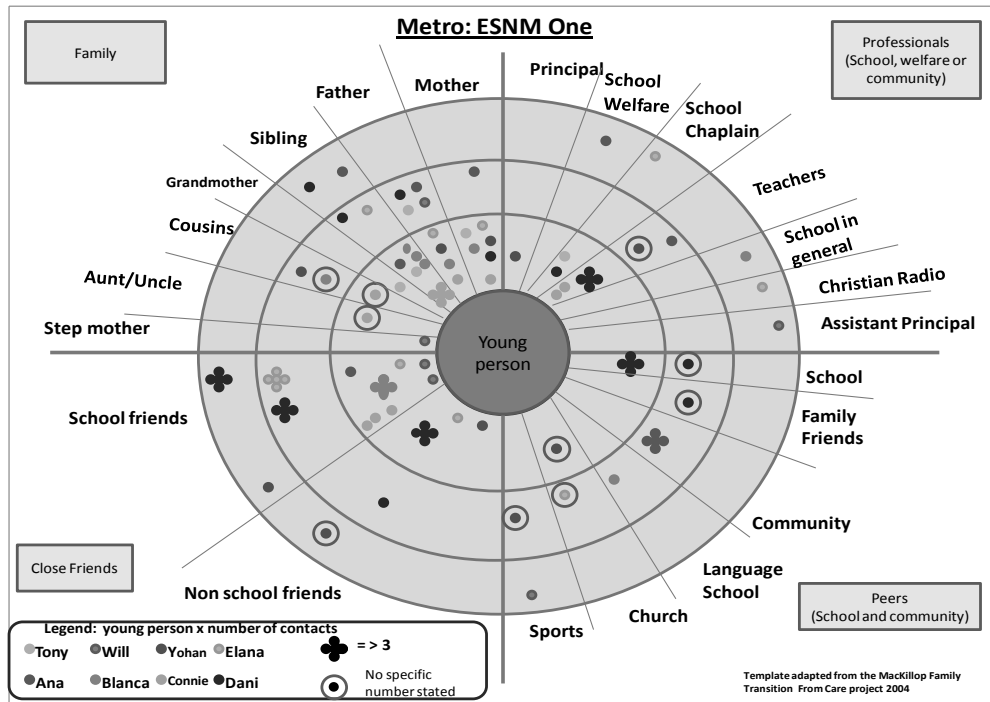 Metro: ESNM One
Family
Professionals
(School, welfare or
community)
Mother
Father
Sibling
Grandmother
Cousins
Aunt/Uncle
Step mother
Principal
School
Welfare
School
Chaplain
Teachers
School in
general
Christian Radio
Assistant Principal
Young
person
School friends
Non school friends
School
Family
Friends
Community
Language
School
Church
Sports
Close Friends
Peers
(School and community)
Legend: young person x number of contacts
Tony Will Yohan Elana
Ana Blanca Connie Dani
= > 3
No specific
number stated
Template adapted from the MacKillop Family
Transition From Care project 2004